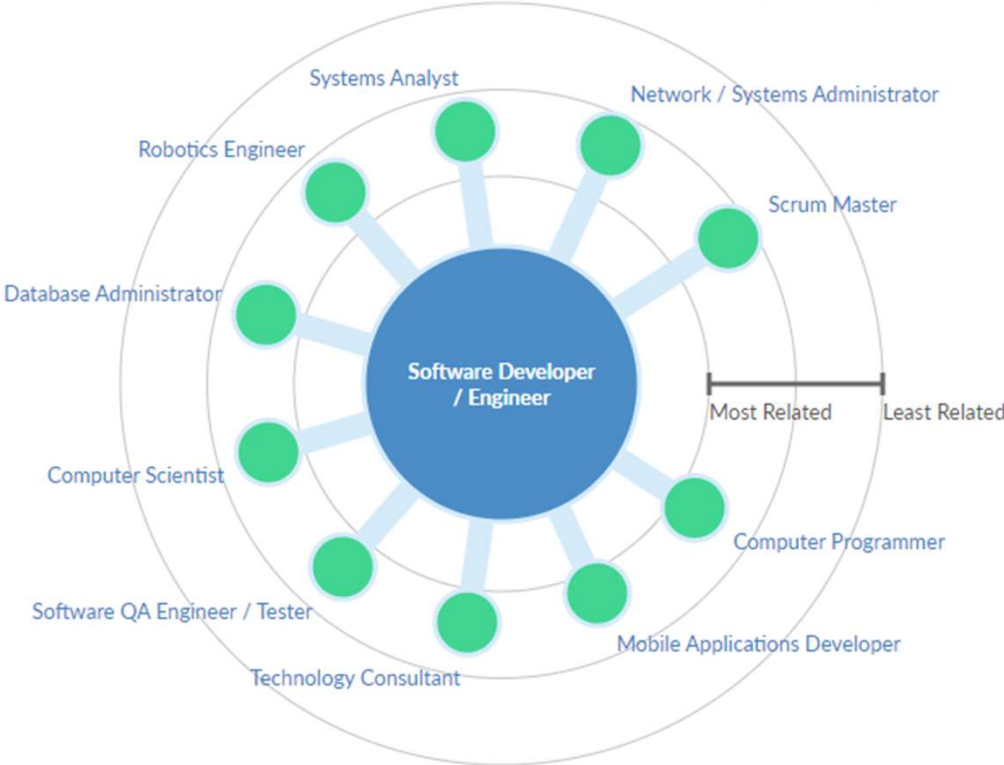 Systems Analyst
Network / Systems Administrator
Robotics Engineer
Scrum Master
Database Administrator
Software Developer
/ Engineer
Most Related
Least Related
Computer Scientist
Computer Programmer
Software QA Engineer / Tester
Mobile Applications Developer
Technology Consultant